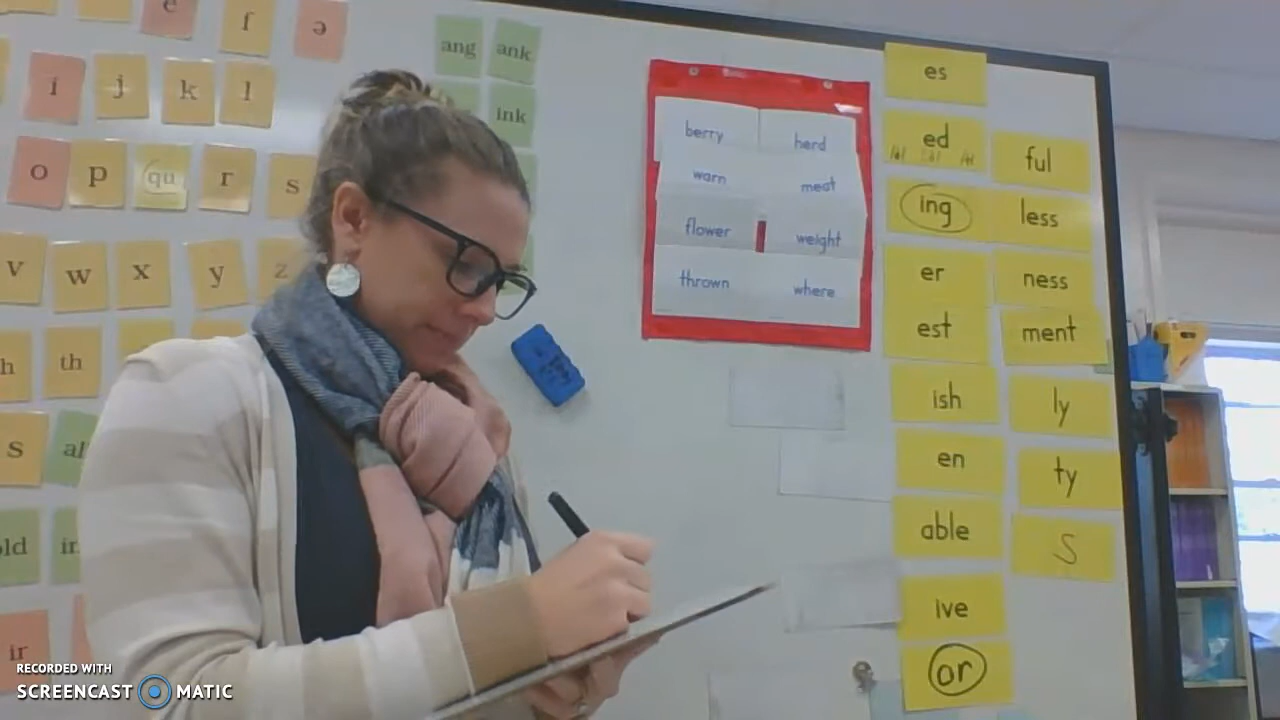 e f ə
i j k l
o p qu r s
v w x y z
h th
s al
old in
ir
ang ank
ink
berry herd
warn meat
flower weight
thrown where
es
ed
/d/ /t/
ing
er
est
ish
en
able
ive
or
ful
less
ness
ment
ly
ty
S
RECORDED WITH
SCREENCAST MATIC